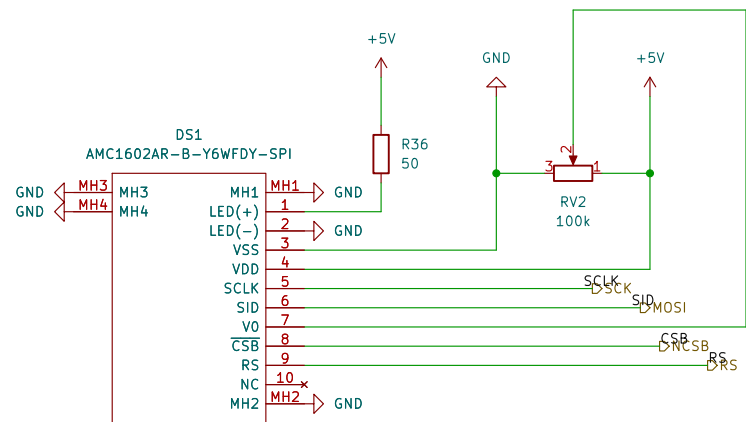 +5V
GND
+5V
DS1
AMC1602AR-B-Y6WFDY-SPI
R36
50
2
3
1
RV2
100k
GND MH3 MH3
MH1 MH1 GND
GND MH4 MH4
LED(+) 1
LED(-) 2 GND
VSS 3
VDD 4
SCLK 5 SCLK SCK
SID 6 SID MOSI
V0 7
CSB 8 CSB NCSB
RS 9 RS RS
NC 10
MH2 MH2 GND